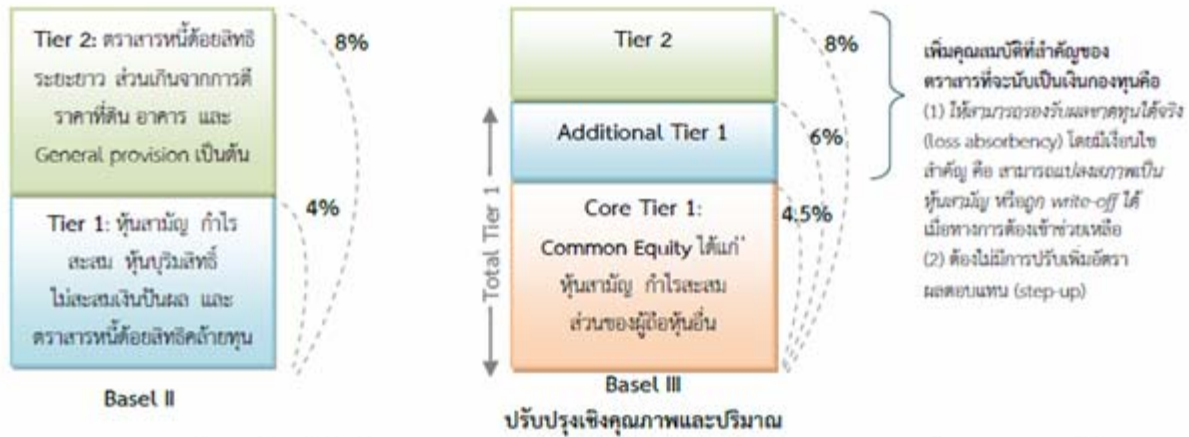 Tier 2: ตราสารหนี้ด้อยสิทธิ
ระยะยาว ส่วนเกินจากการตี
ราคาที่ดิน อาคาร และ
General provision เป็นต้น
8%
4%
Tier 1: หุ้นสามัญ กำไร
สะสม หุ้นบุริมสิทธิ์
ไม่สะสมเงินปันผล และ
ตราสารหนี้ด้อยสิทธิคล้ายทุน
Basel II
Total Tier 1
Tier 2
8%
Additional Tier 1
6%
Core Tier 1:
4.5%
Common Equity ได้แก่
หุ้นสามัญ กำไรสะสม
ส่วนของผู้ถือหุ้นอื่น
Basel III
ปรับปรุงเชิงคุณภาพและปริมาณ
เพิ่มคุณสมบัติที่สำคัญของ
ตราสารที่จะนับเป็นเงินกองทุนคือ
(1) ให้สามารถรองรับผลขาดทุนได้จริง
(loss absorbency) โดยมีเงื่อนไข
สำคัญ คือ สามารถแปลงสภาพเป็น
หุ้นสามัญ หรือถูก write-off ได้
เมื่อทางการต้องเข้าช่วยเหลือ
(2) ต้องไม่มีการปรับเพิ่มอัตรา
ผลตอบแทน (step-up)